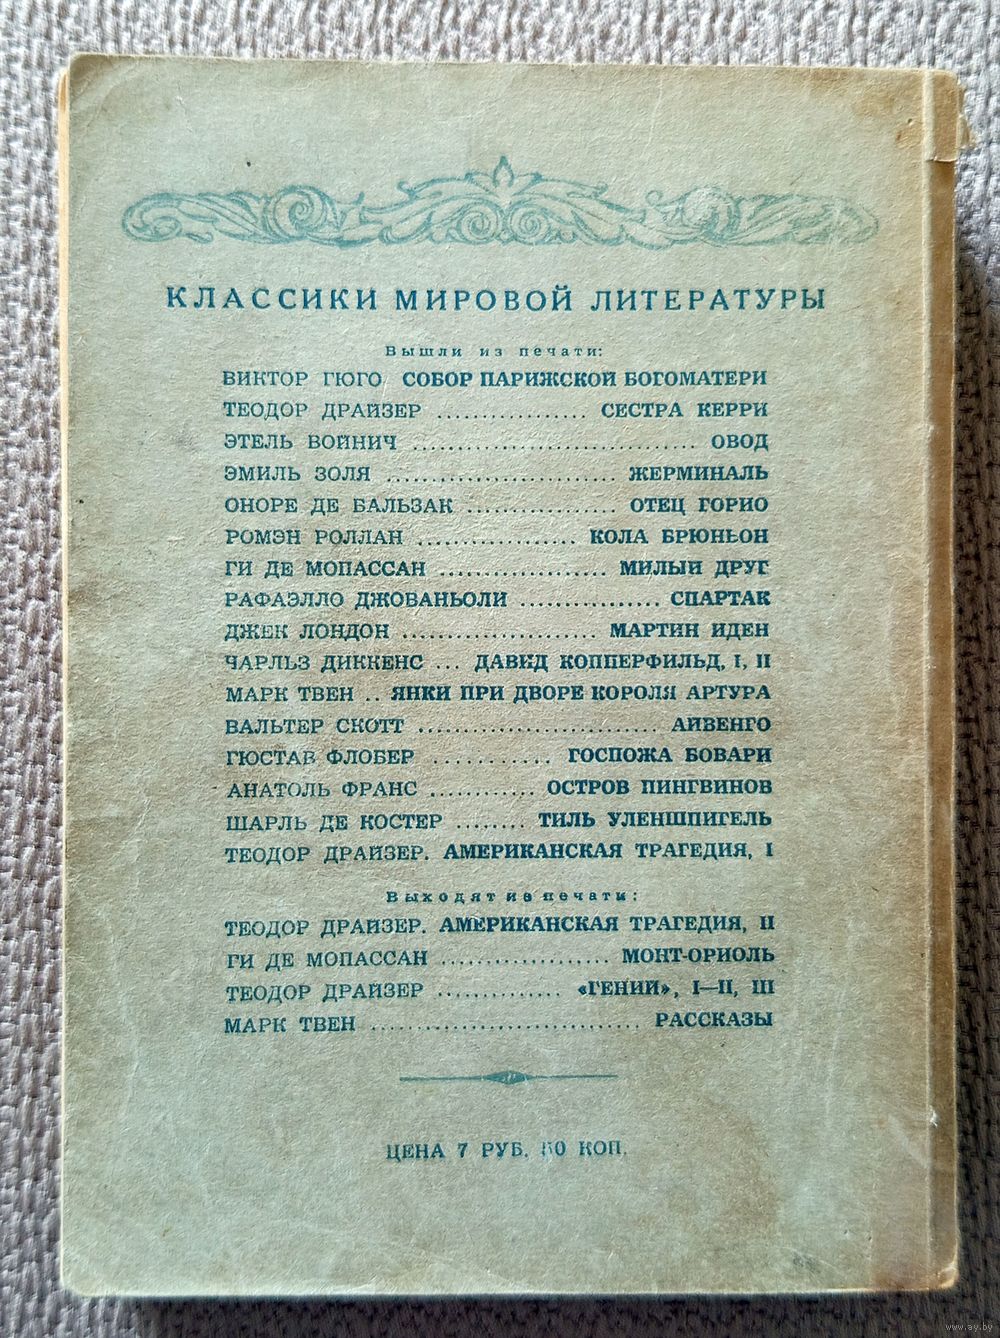 КЛАССИКИ МИРОВОЙ ЛИТЕРАТУРЫ
Вышли из печати:
ВИКТОР ГЮГО СОБОР ПАРИЖСКОЙ БОГОМАТЕРИ
ТЕОДОР ДРАЙЗЕР ................ СЕСТРА КЕРРИ
ЭТЕЛЬ ВОЙНИЧ .............................. ОВОД
ЭМИЛЬ ЗОЛЯ ......................... ЖЕРМИНАЛЬ
ОНОРЕ ДЕ БАЛЬЗАК ................ ОТЕЦ ГОРИО
РОМЭН РОЛЛАН .................. КОЛА БРЮНЬОН
ГИ ДЕ МОПАССАН .................. МИЛЫЙ ДРУГ
РАФАЭЛЛО ДЖОВАНЬОЛИ ................ СПАРТАК
ДЖЕК ЛОНДОН ..................... МАРТИН ИДЕН
ЧАРЛЬЗ ДИККЕНС ... ДАВИД КОППЕРФИЛЬД, I, II
МАРК ТВЕН .. ЯНКИ ПРИ ДВОРЕ КОРОЛЯ АРТУРА
ВАЛЬТЕР СКОТТ .......................... АЙВЕНГО
ГЮСТАВ ФЛОБЕР ............ ГОСПОЖА БОВАРИ
АНАТОЛЬ ФРАНС ............ ОСТРОВ ПИНГВИНОВ
ШАРЛЬ ДЕ КОСТЕР ........ ТИЛЬ УЛЕНШПИГЕЛЬ
ТЕОДОР ДРАЙЗЕР. АМЕРИКАНСКАЯ ТРАГЕДИЯ, I
Выходят из печати:
ТЕОДОР ДРАЙЗЕР. АМЕРИКАНСКАЯ ТРАГЕДИЯ, II
ГИ ДЕ МОПАССАН .................. МОНТ-ОРИОЛЬ
ТЕОДОР ДРАЙЗЕР ............. «ГЕНИЙ», I—II, III
МАРК ТВЕН ............................. РАССКАЗЫ
ЦЕНА 7 РУБ. 50 КОП.
www.ay.by